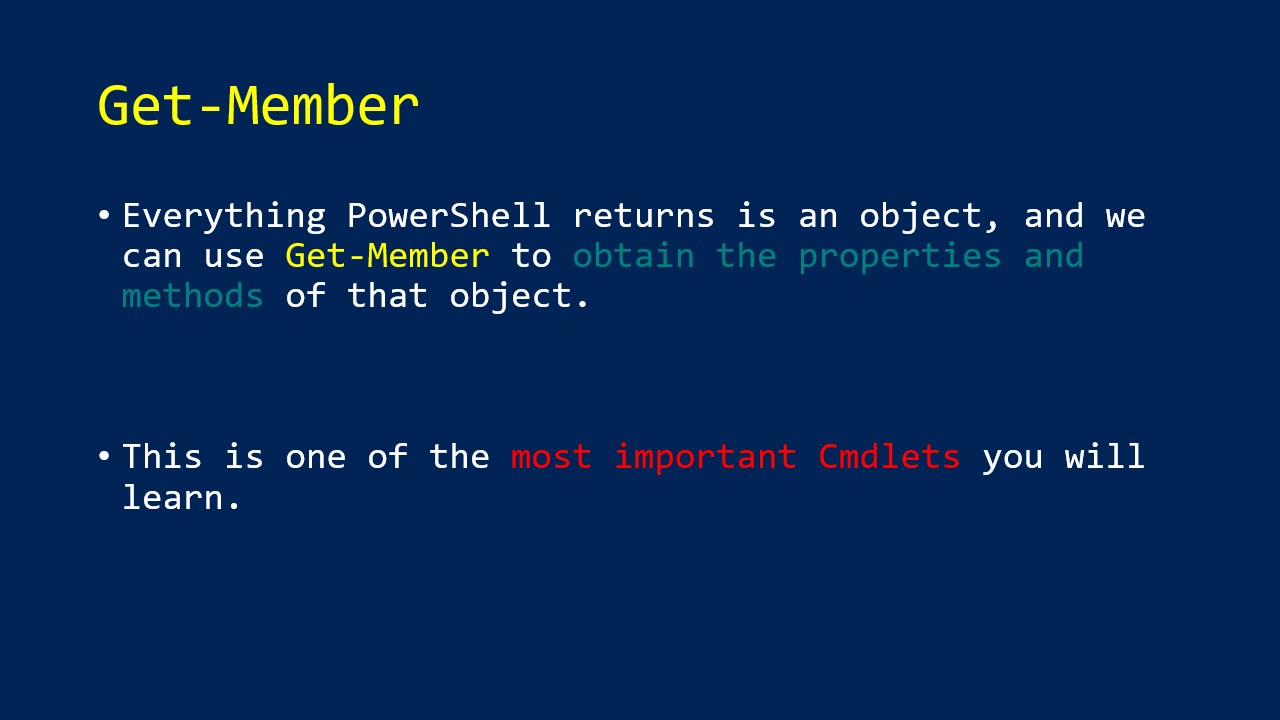 Get-Member
• Everything PowerShell returns is an object, and we
can use Get-Member to obtain the properties and
methods of that object.
• This is one of the most important Cmdlets you will
learn.